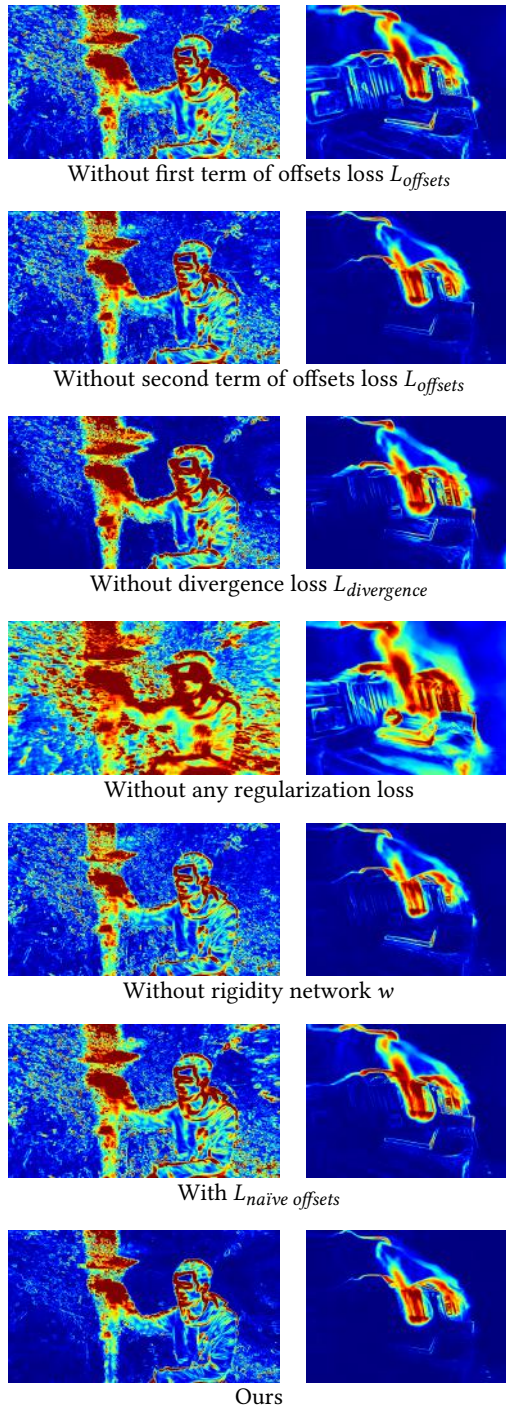 Without first term of offsets loss L_offsets
Without second term of offsets loss L_offsets
Without divergence loss L_divergence
Without any regularization loss
Without rigidity network w
With L_naïve offsets
Ours